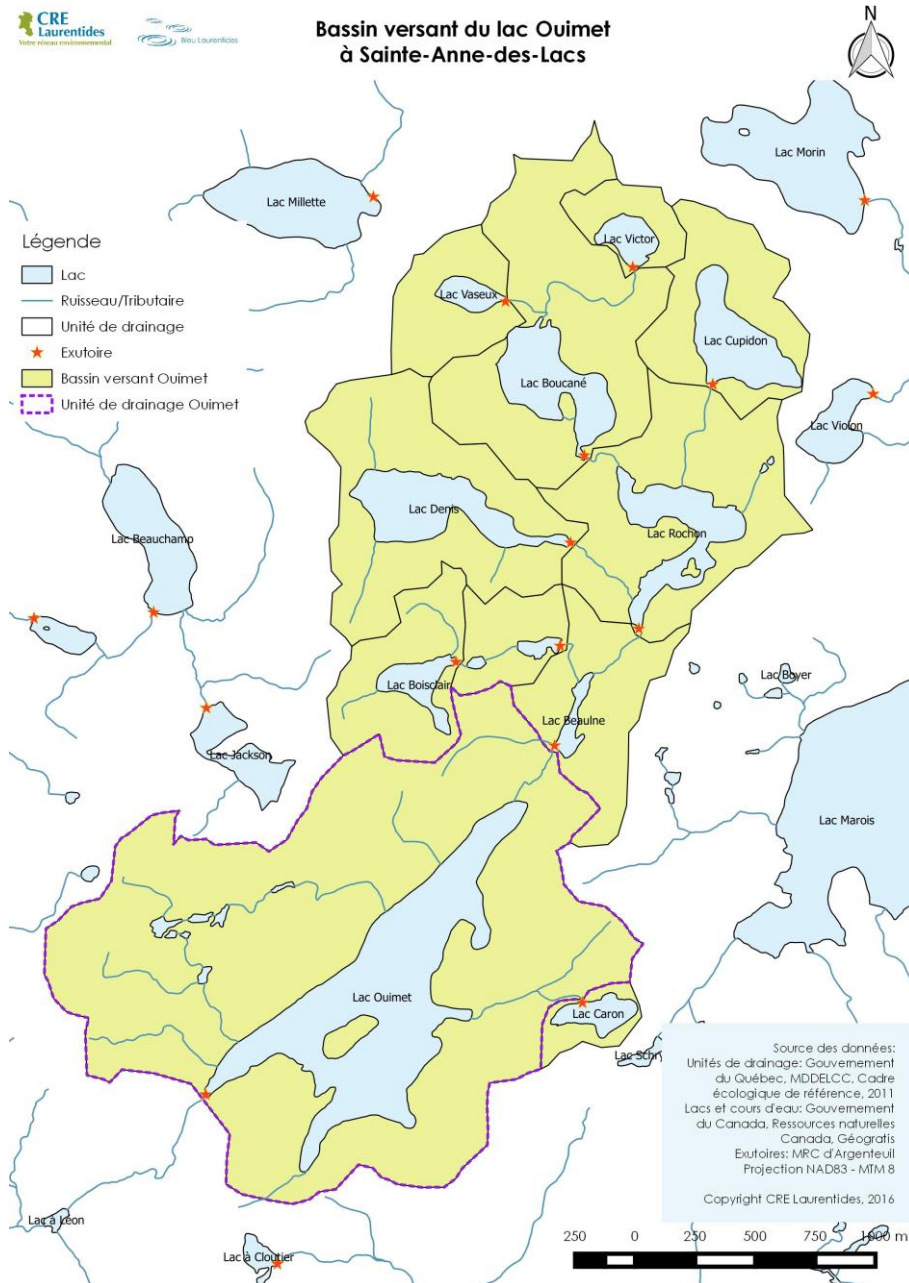 CRE
Laurentides
Votre réseau environnemental
Bleu Laurentides
Bassin versant du lac Ouimet
à Sainte-Anne-des-Lacs
N
Lac Morin
Lac Millette
Lac Victor
Légende
Lac
Ruisseau/Tributaire
Unité de drainage
Exutoire
Bassin versant Ouimet
Unité de drainage Ouimet
Lac Vaseux
Lac Cupidon
Lac Boucané
Lac Violon
Lac Denis
Lac Rochon
Lac Beauchamp
Lac Boisclair
Lac Boyer
Lac Beaulne
Lac Jackson
Lac Marois
Lac Ouimet
Lac Caron
Lac Schr
Source des données:
Unités de drainage: Gouvernement
du Québec, MDDELCC, Cadre
écologique de référence, 2011
Lacs et cours d'eau: Gouvernement
du Canada, Ressources naturelles
Canada, Géogratis
Exutoires: MRC d'Argenteuil
Projection NAD83 - MTM 8
Copyright CRE Laurentides, 2016
Lac à Léon
Lac à Cloutier
250 0 250 500 750 1000 m